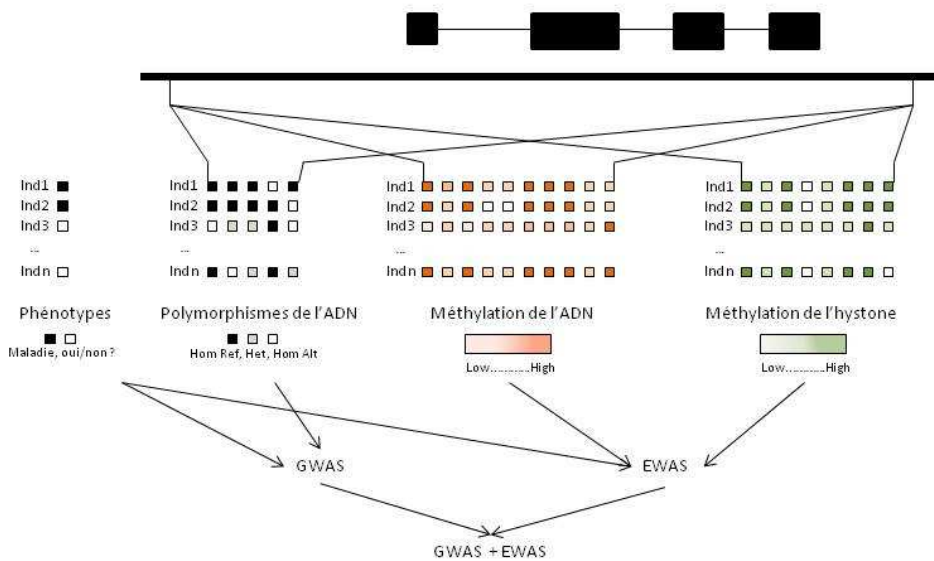 Ind1 Ind1 Ind1 Ind1
Ind2 Ind2 Ind2 Ind2
Ind3 Ind3 Ind3 Ind3
... ... ... ...
Indn Indn Indn Indn
Phénotypes Polymorphismes de l'ADN Méthylation de l'ADN Méthylation de l'hystone
Maladie, oui/non? Hom Ref, Het, Hom Alt Low..............High Low..............High
GWAS EWAS
GWAS + EWAS